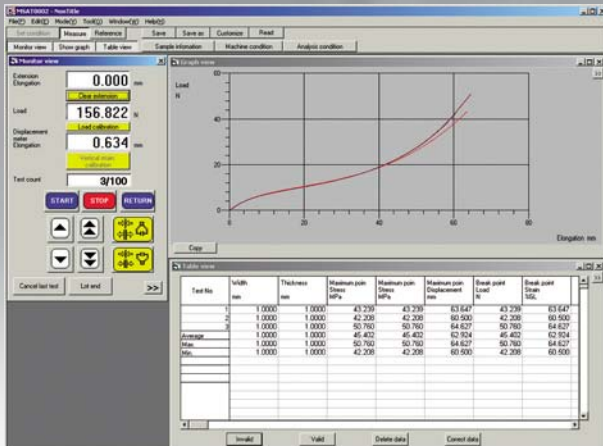 MSAT0002 - NonTitle
File(F) Edit(E) Mode(Y) Tool(Q) Window(W) Help(H)
Set condition Measure Reference Save Save as Customize Read
Monitor view Show graph Table view Sample infomation Machine condition Analysis condition
Monitor view
Extension
Elongation 0.000 mm
Clear extension
Load 156.822 N
Load calibration
Displacement
meter
Elongation 0.634 mm
Vertical strain
calibration
Test count 3/100
START STOP RETURN
Cancel last test Lot end >>
Graph view
>>
Load
N
60
40
20
0
0 20 40 60 80
Elongation mm
Copy
Table view
Test No Width mm Thickness mm Maximum poin Stress MPa Maximum poin Stress MPa Maximum poin Displacement mm Break point Load N Break point Strain %GL
>>
1 1.0000 1.0000 43.239 43.239 63.647 43.239 63.647
2 1.0000 1.0000 42.208 42.208 60.500 42.208 60.500
3 1.0000 1.0000 50.760 50.760 64.627 50.760 64.627
Average 1.0000 1.0000 45.402 45.402 62.924 45.402 62.924
Max. 1.0000 1.0000 50.760 50.760 64.627 50.760 64.627
Min. 1.0000 1.0000 42.208 42.208 60.500 42.208 60.500
Invalid Valid Delete data Correct data